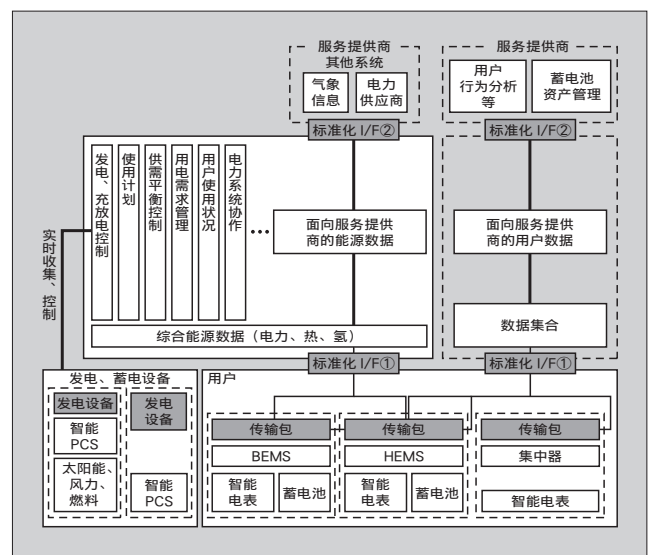 服务提供商
其他系统
气象
信息
电力
供应商
服务提供商
用户
行为分析
等
蓄电池
资产管理
标准化 I/F②
标准化 I/F②
发电、充放电控制
使用计划
供需平衡控制
用电需求管理
用户使用状况
电力系统协作
…
面向服务提供
商的能源数据
面向服务提供
商的用户数据
实时收集、控制
综合能源数据（电力、热、氢）
数据集合
标准化 I/F①
标准化 I/F①
发电、蓄电设备
发电设备
智能
PCS
太阳能、
风力、
燃料
发电
设备
智能
PCS
用户
传输包
BEMS
智能
电表
蓄电池
传输包
HEMS
智能
电表
蓄电池
传输包
集中器
智能电表